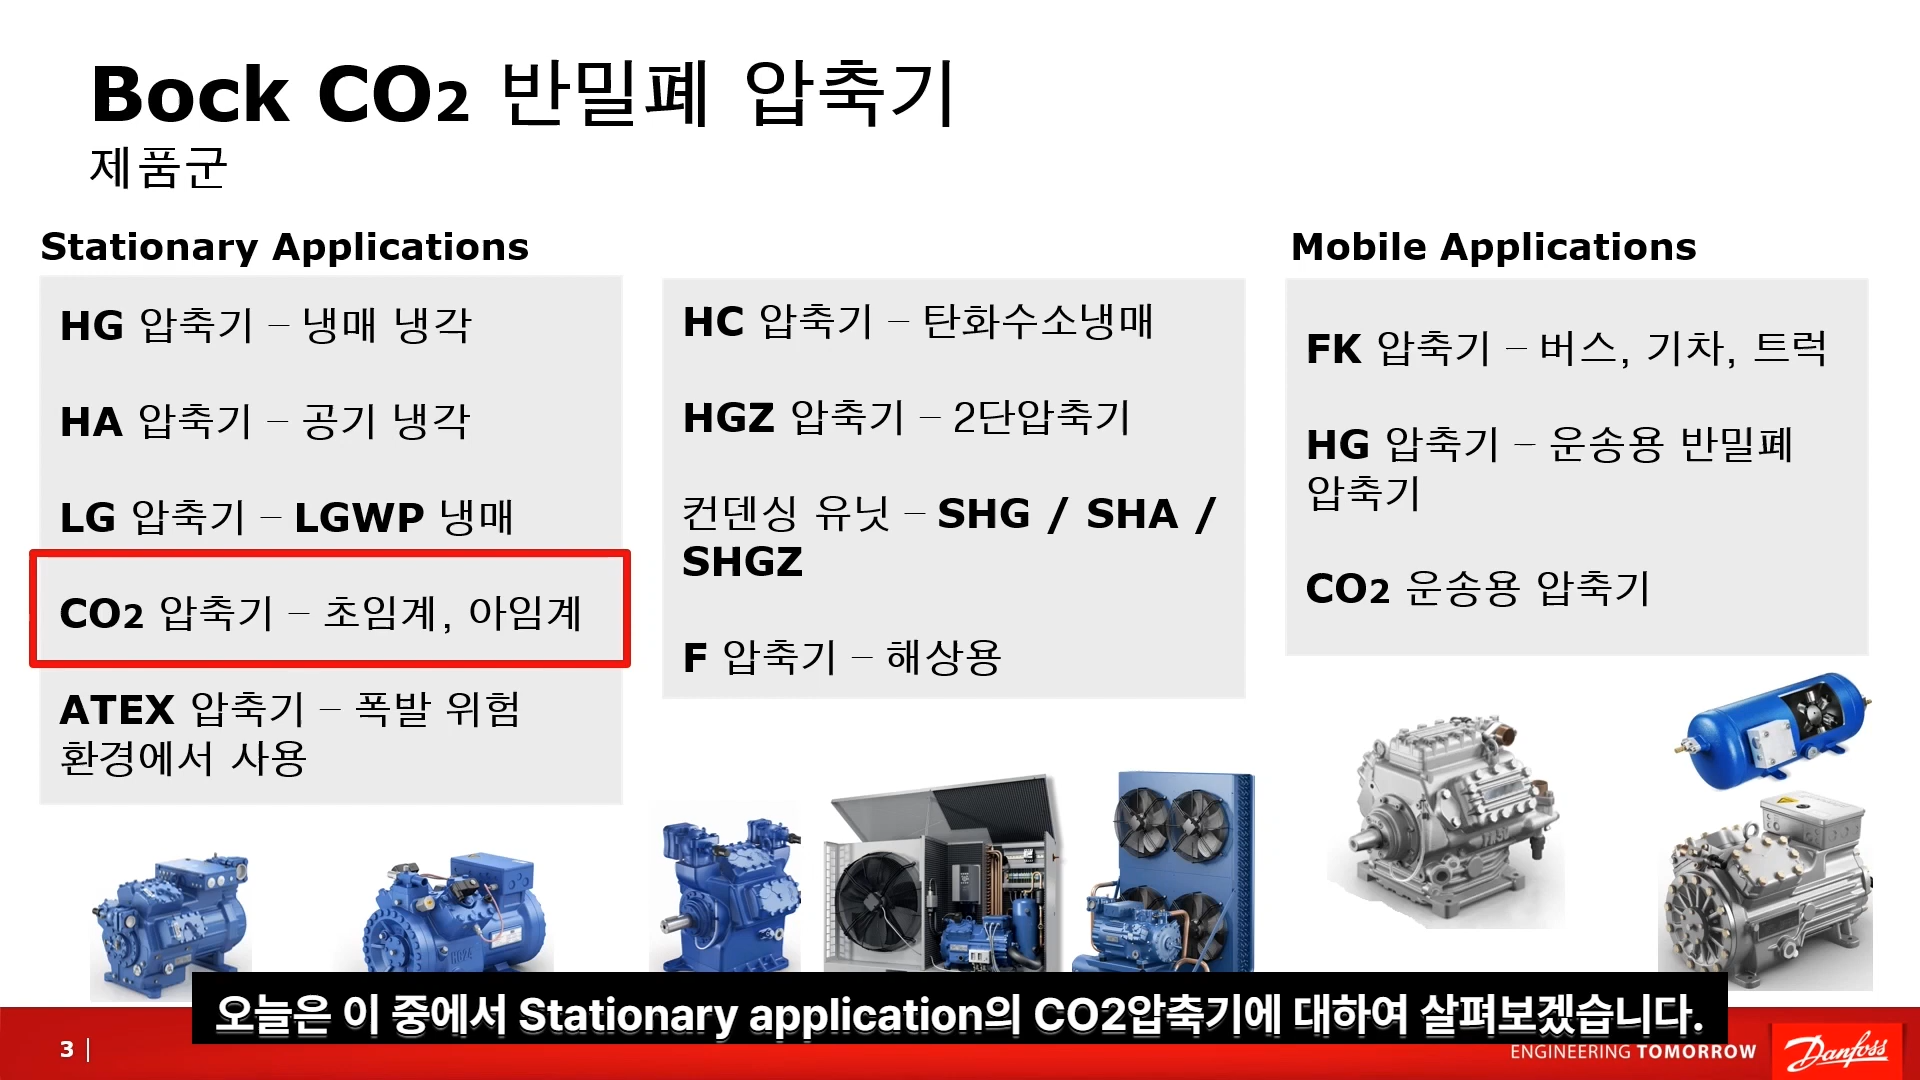 Bock CO2 반밀폐 압축기
제품군
Stationary Applications
HG 압축기 – 냉매 냉각
HA 압축기 – 공기 냉각
LG 압축기 – LGWP 냉매
CO2 압축기 – 초임계, 아임계
ATEX 압축기 – 폭발 위험
환경에서 사용
HC 압축기 – 탄화수소냉매
HGZ 압축기 – 2단압축기
컨덴싱 유닛 – SHG / SHA /
SHGZ
F 압축기 – 해상용
Mobile Applications
FK 압축기 – 버스, 기차, 트럭
HG 압축기 – 운송용 반밀폐
압축기
CO2 운송용 압축기
오늘은 이 중에서 Stationary application의 CO2압축기에 대하여 살펴보겠습니다.
3
ENGINEERING TOMORROW
Danfoss